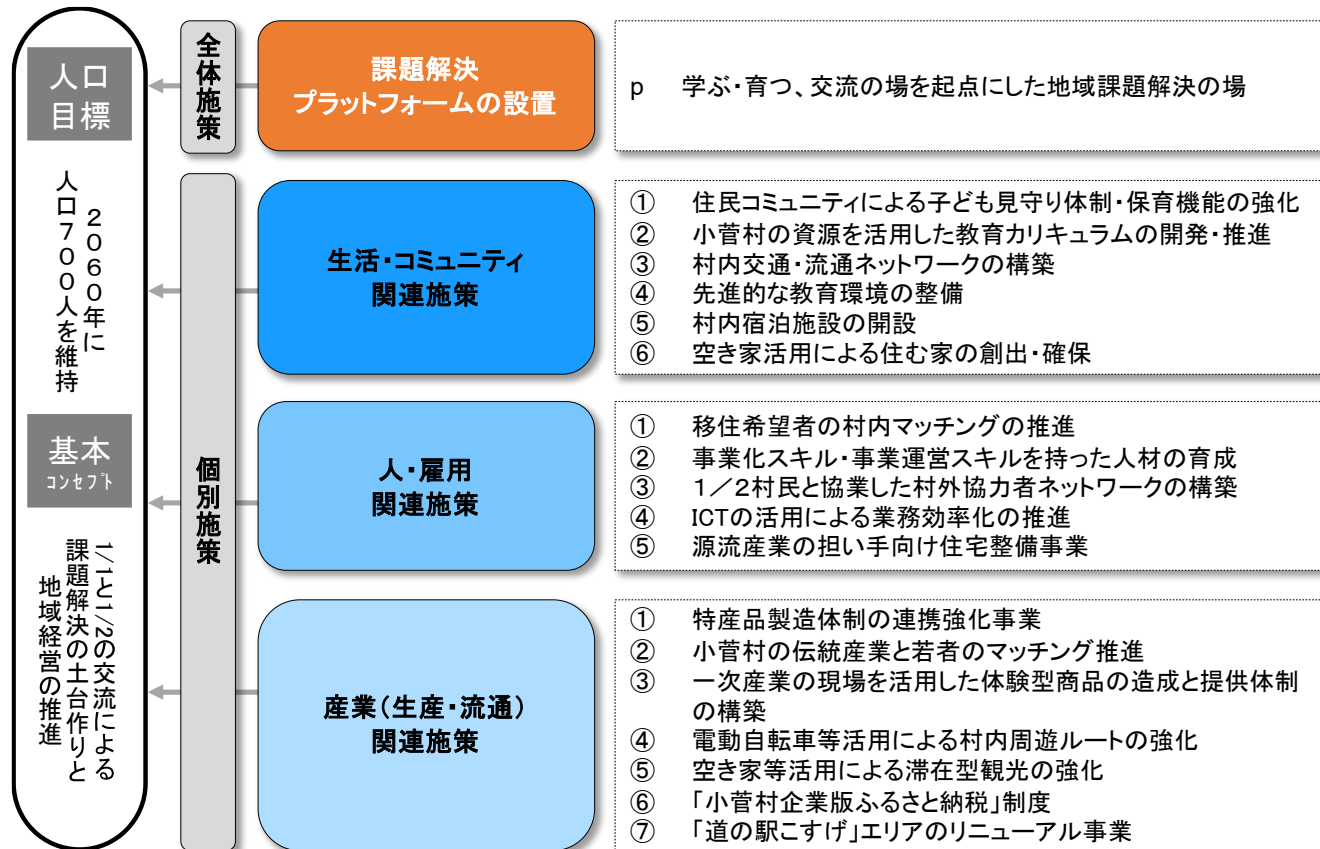 人口
目標
２０６０年に
人口７００人を維持
基本
ｺﾝｾﾌﾟﾄ
1/1と1/2の交流による
課題解決の土台作りと
地域経営の推進
全体施策
課題解決
プラットフォームの設置
p 学ぶ・育つ、交流の場を起点にした地域課題解決の場
個別施策
生活・コミュニティ
関連施策
① 住民コミュニティによる子ども見守り体制・保育機能の強化
② 小菅村の資源を活用した教育カリキュラムの開発・推進
③ 村内交通・流通ネットワークの構築
④ 先進的な教育環境の整備
⑤ 村内宿泊施設の開設
⑥ 空き家活用による住む家の創出・確保
人・雇用
関連施策
① 移住希望者の村内マッチングの推進
② 事業化スキル・事業運営スキルを持った人材の育成
③ １／２村民と協業した村外協力者ネットワークの構築
④ ICTの活用による業務効率化の推進
⑤ 源流産業の担い手向け住宅整備事業
産業（生産・流通）
関連施策
① 特産品製造体制の連携強化事業
② 小菅村の伝統産業と若者のマッチング推進
③ 一次産業の現場を活用した体験型商品の造成と提供体制
の構築
④ 電動自転車等活用による村内周遊ルートの強化
⑤ 空き家等活用による滞在型観光の強化
⑥ 「小菅村企業版ふるさと納税」制度
⑦ 「道の駅こすげ」エリアのリニューアル事業